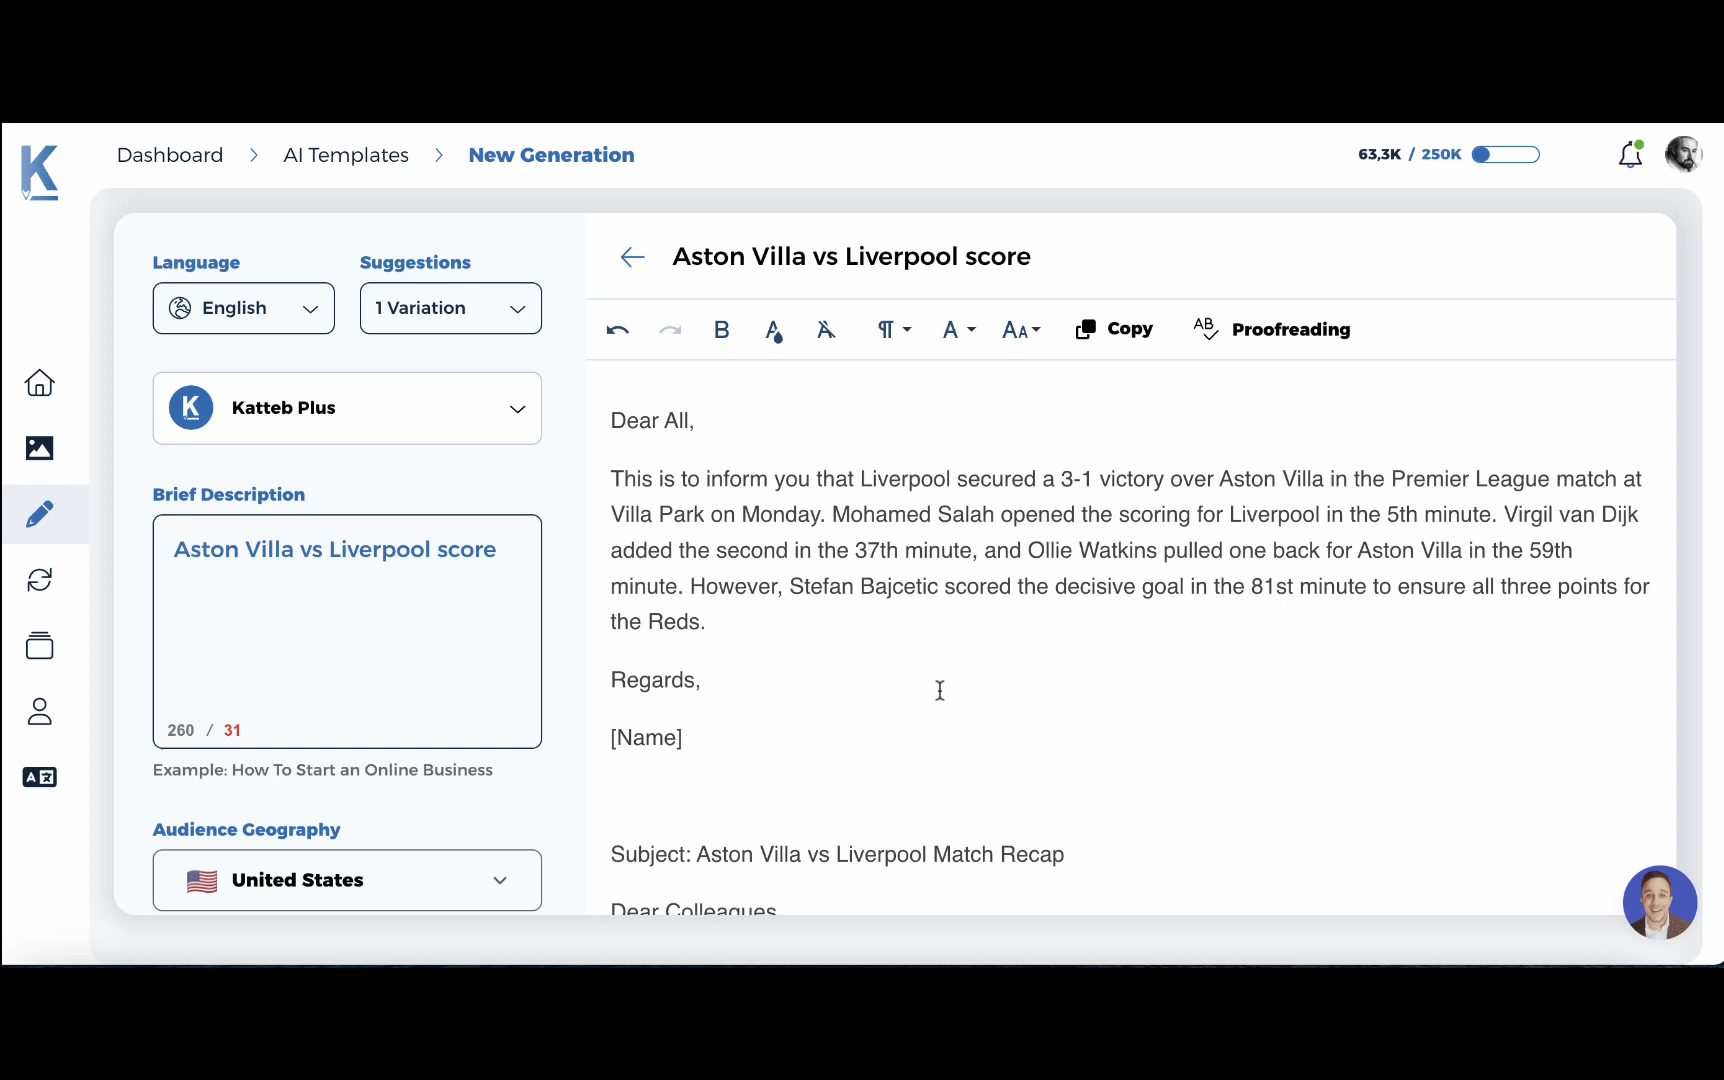 K
Dashboard > AI Templates > New Generation
63,3K / 250K
Language
Suggestions
English
1 Variation
K Katteb Plus
Brief Description
Aston Villa vs Liverpool score
260 / 31
Example: How To Start an Online Business
Audience Geography
United States
Aston Villa vs Liverpool score
B
¶ A AA Copy AB Proofreading
Dear All,
This is to inform you that Liverpool secured a 3-1 victory over Aston Villa in the Premier League match at
Villa Park on Monday. Mohamed Salah opened the scoring for Liverpool in the 5th minute. Virgil van Dijk
added the second in the 37th minute, and Ollie Watkins pulled one back for Aston Villa in the 59th
minute. However, Stefan Bajcetic scored the decisive goal in the 81st minute to ensure all three points for
the Reds.
Regards,
[Name]
Subject: Aston Villa vs Liverpool Match Recap
Dear Colleagues